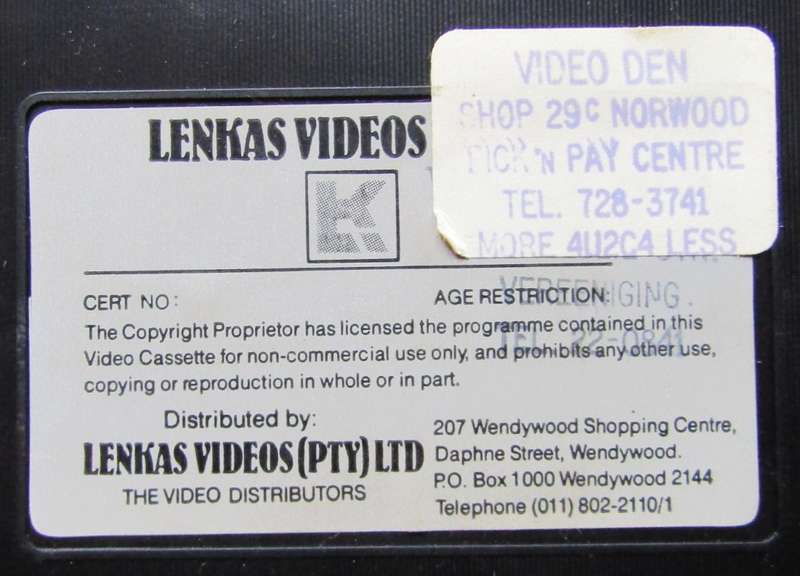 LENKAS VIDEOS
VIDEO DEN
SHOP 29c NORWOOD
PICK 'N PAY CENTRE
TEL. 728-3741
MORE 4U2C4 LESS
VEREENIGING.
TEL. 22-0841
CERT NO:
AGE RESTRICTION:
The Copyright Proprietor has licensed the programme contained in this
Video Cassette for non-commercial use only, and prohibits any other use,
copying or reproduction in whole or in part.
Distributed by:
LENKAS VIDEOS (PTY) LTD
THE VIDEO DISTRIBUTORS
207 Wendywood Shopping Centre,
Daphne Street, Wendywood.
P.O. Box 1000 Wendywood 2144
Telephone (011) 802-2110/1